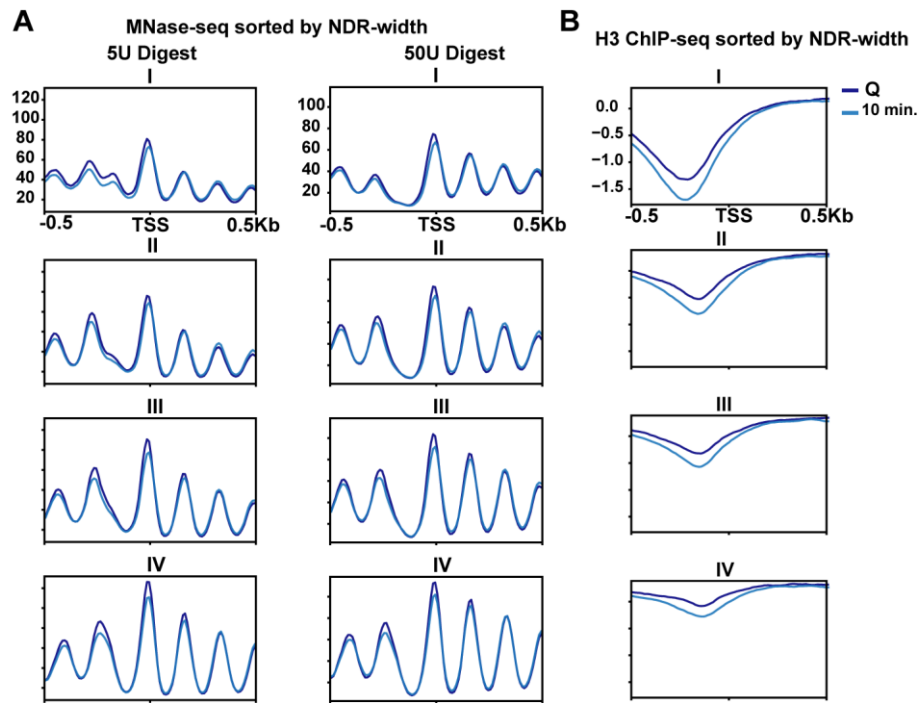 A
MNase-seq sorted by NDR-width
5U Digest
50U Digest
I
120
100
80
60
40
20
-0.5
TSS
0.5Kb
I
100
80
60
40
20
-0.5
TSS
0.5Kb
II
II
III
III
IV
IV
B
H3 ChIP-seq sorted by NDR-width
I
Q
10 min.
0.0
−0.5
−1.0
−1.5
-0.5
TSS
0.5Kb
II
III
IV